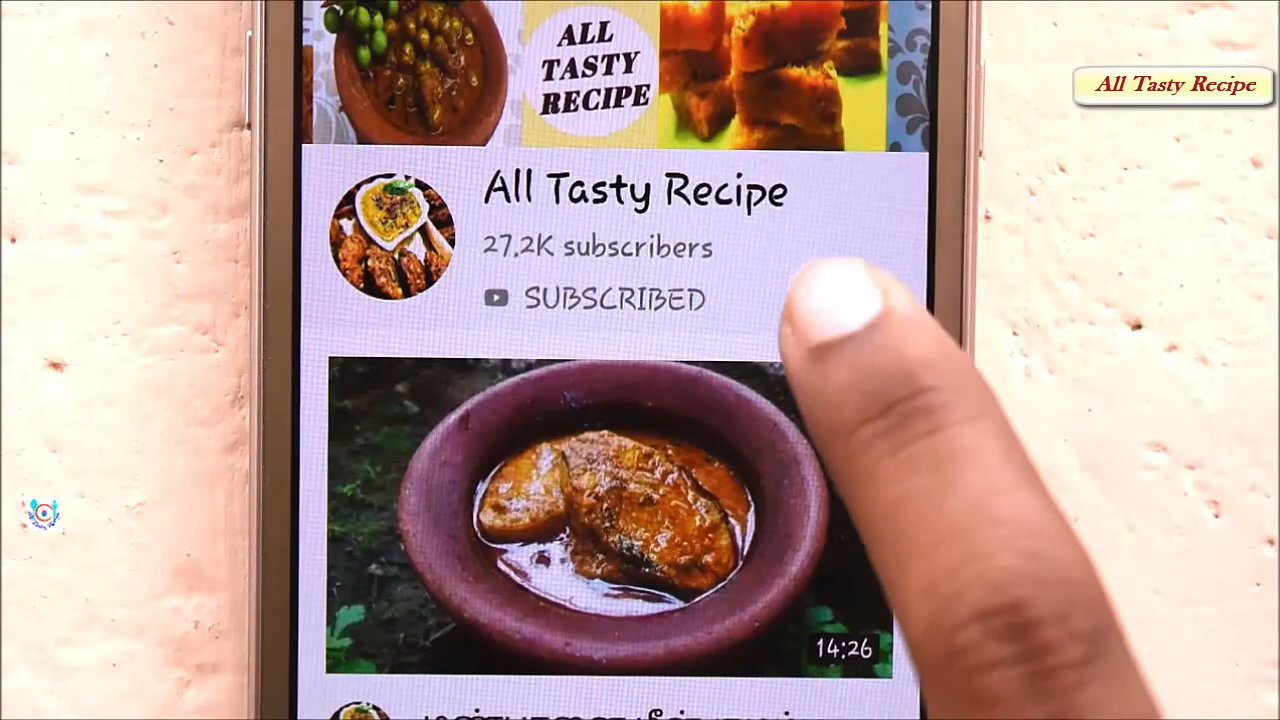 ALL
TASTY
RECIPE
All Tasty Recipe
All Tasty Recipe
27.2K subscribers
SUBSCRIBED
14:26